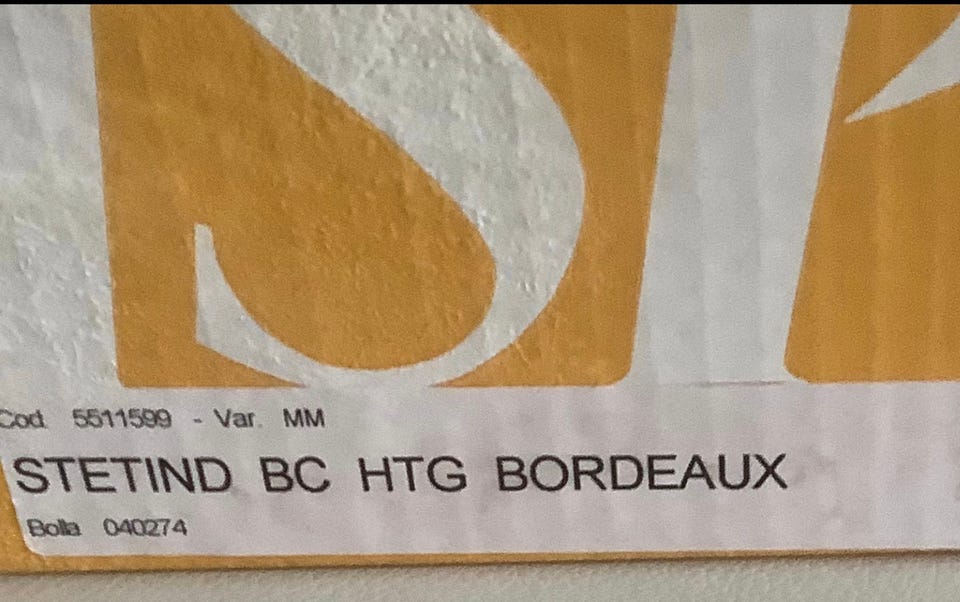 S
Cod. 5511599 - Var. MM
STETIND BC HTG BORDEAUX
Bolla 040274